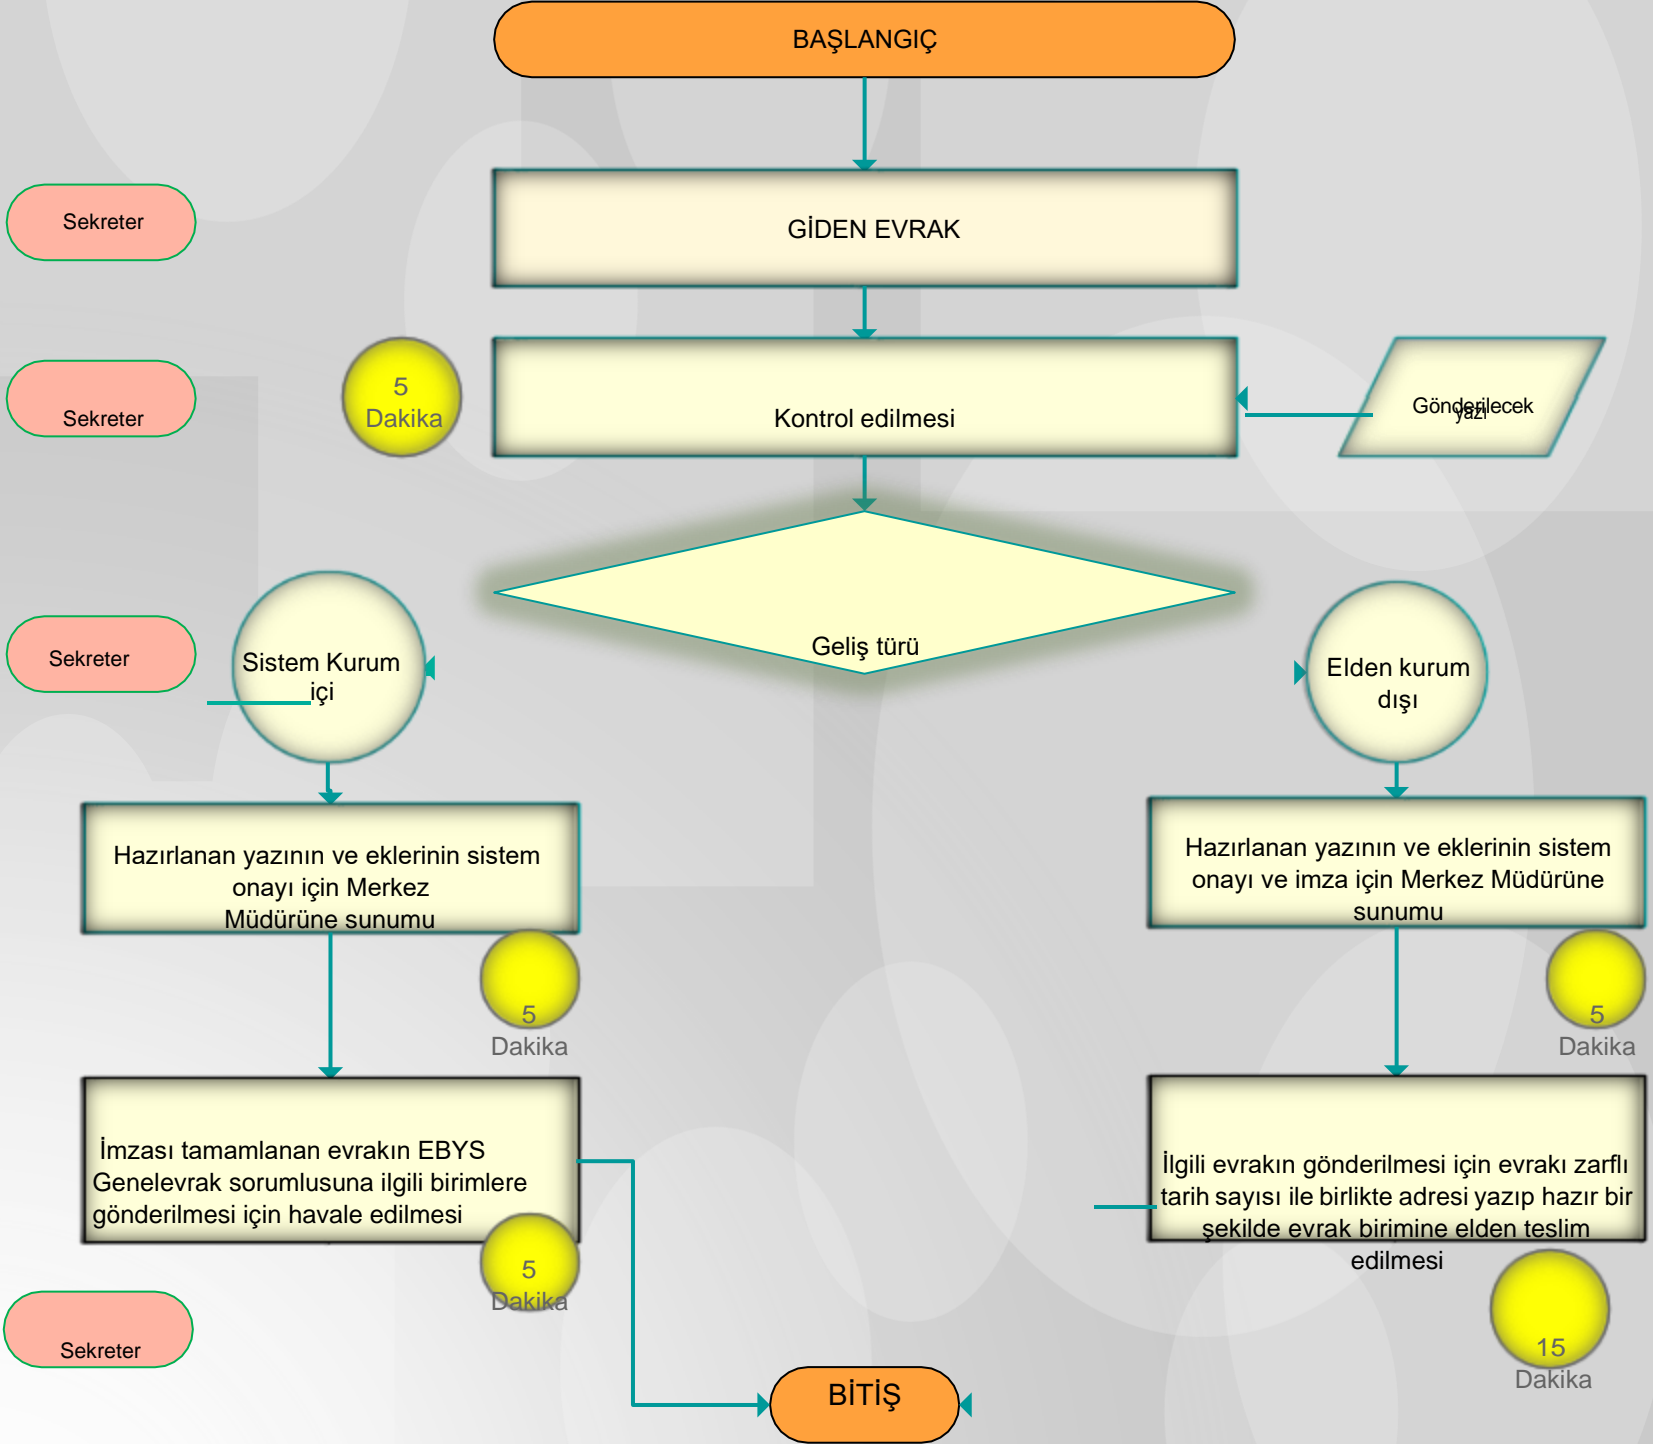 BAŞLANGIÇ
Sekreter
GİDEN EVRAK
Sekreter
5
Dakika
Kontrol edilmesi
Gönderilecek
yazı
Geliş türü
Sekreter
Sistem Kurum
içi
Elden kurum
dışı
Hazırlanan yazının ve eklerinin sistem
onayı için Merkez
Müdürüne sunumu
5
Dakika
Hazırlanan yazının ve eklerinin sistem
onayı ve imza için Merkez Müdürüne
sunumu
5
Dakika
İmzası tamamlanan evrakın EBYS
Genelevrak sorumlusuna ilgili birimlere
gönderilmesi için havale edilmesi
5
Dakika
İlgili evrakın gönderilmesi için evrakı zarflı
tarih sayısı ile birlikte adresi yazıp hazır bir
şekilde evrak birimine elden teslim
edilmesi
15
Dakika
Sekreter
BİTİŞ